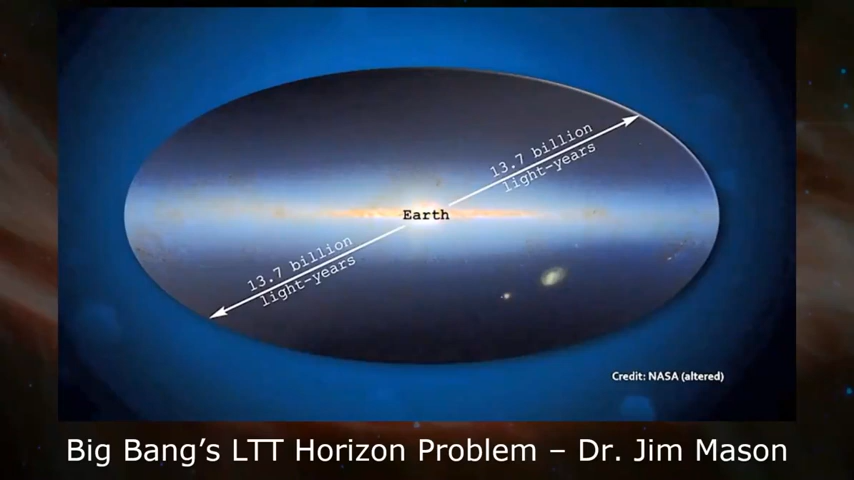 13.7 billion
light-years
Earth
13.7 billion
light-years
Credit: NASA (altered)
Big Bang's LTT Horizon Problem – Dr. Jim Mason